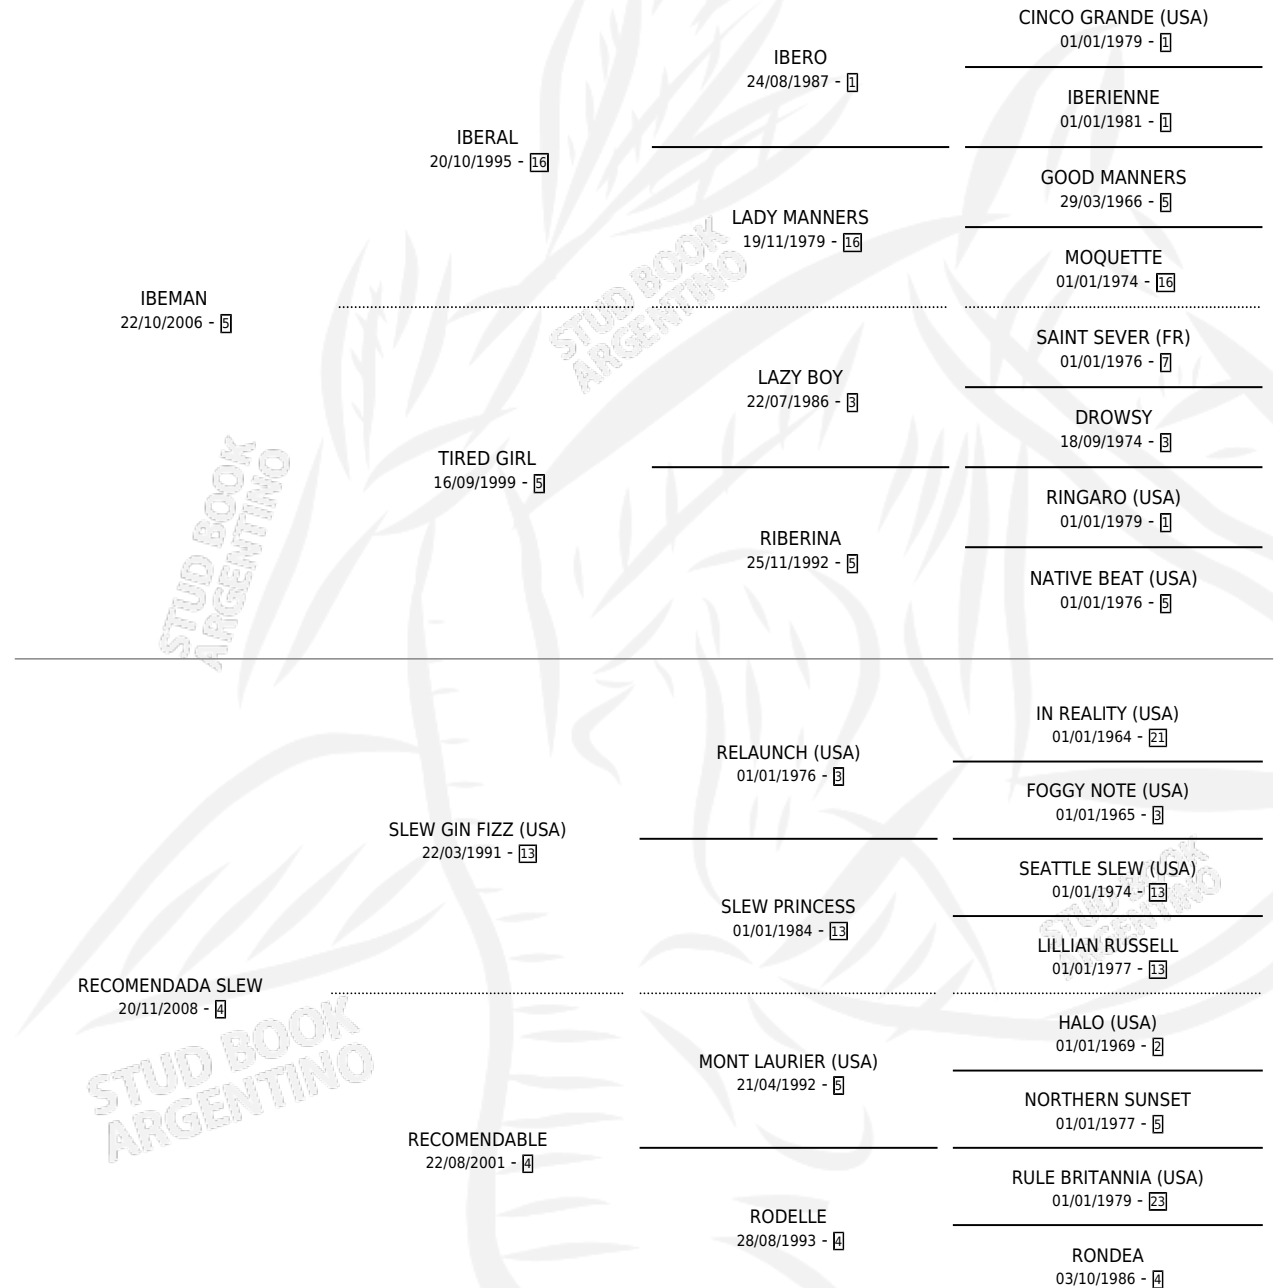 CINCO GRANDE (USA)
01/01/1979 - 1
IBERO
24/08/1987 - 1
IBERIENNE
01/01/1981 - 1
IBERAL
20/10/1995 - 16
GOOD MANNERS
29/03/1966 - 5
LADY MANNERS
19/11/1979 - 16
MOQUETTE
01/01/1974 - 16
IBEMAN
22/10/2006 - 5
SAINT SEVER (FR)
01/01/1976 - 7
LAZY BOY
22/07/1986 - 3
DROWSY
18/09/1974 - 3
TIRED GIRL
16/09/1999 - 5
RINGARO (USA)
01/01/1979 - 1
RIBERINA
25/11/1992 - 5
NATIVE BEAT (USA)
01/01/1976 - 5
STUD BOOK
ARGENTINO
STUD BOOK
ARGENTINO
IN REALITY (USA)
01/01/1964 - 21
RELAUNCH (USA)
01/01/1976 - 3
FOGGY NOTE (USA)
01/01/1965 - 3
SLEW GIN FIZZ (USA)
22/03/1991 - 13
SEATTLE SLEW (USA)
01/01/1974 - 13
SLEW PRINCESS
01/01/1984 - 13
LILLIAN RUSSELL
01/01/1977 - 13
STUD BOOK
ARGENTINO
RECOMENDADA SLEW
20/11/2008 - 4
HALO (USA)
01/01/1969 - 2
MONT LAURIER (USA)
21/04/1992 - 5
NORTHERN SUNSET
01/01/1977 - 5
STUD BOOK
ARGENTINO
RECOMENDABLE
22/08/2001 - 4
RULE BRITANNIA (USA)
01/01/1979 - 23
RODELLE
28/08/1993 - 4
RONDEA
03/10/1986 - 4